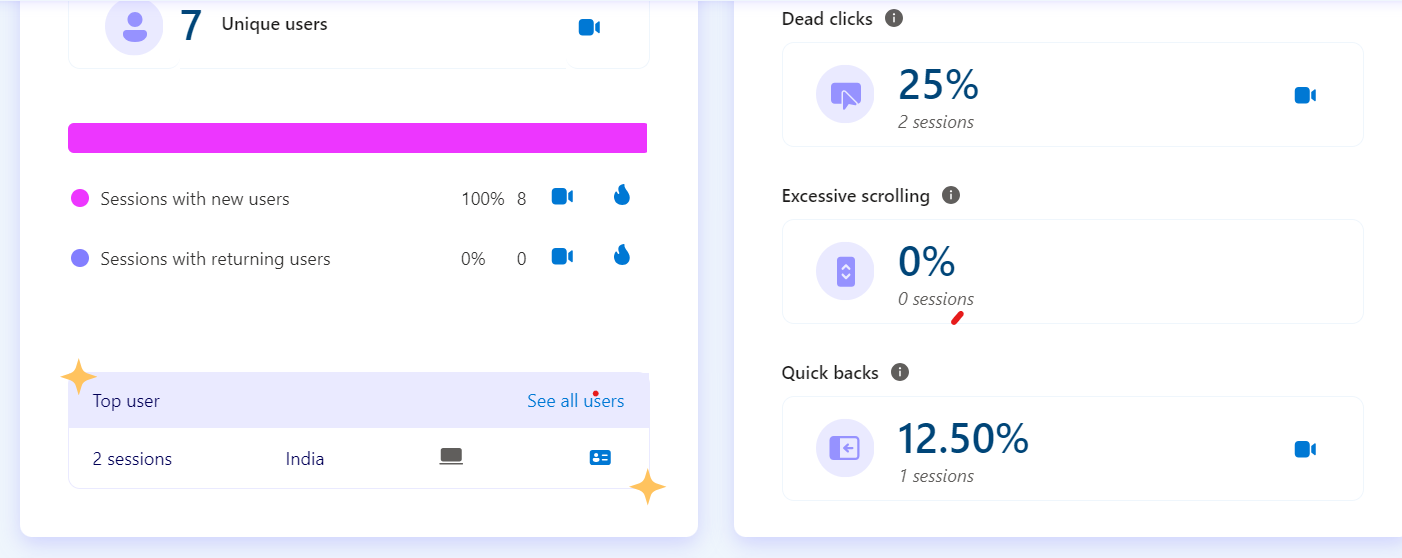 7 Unique users
Sessions with new users 100% 8
Sessions with returning users 0% 0
Top user See all users
2 sessions India
Dead clicks
25%
2 sessions
Excessive scrolling
0%
0 sessions
Quick backs
12.50%
1 sessions